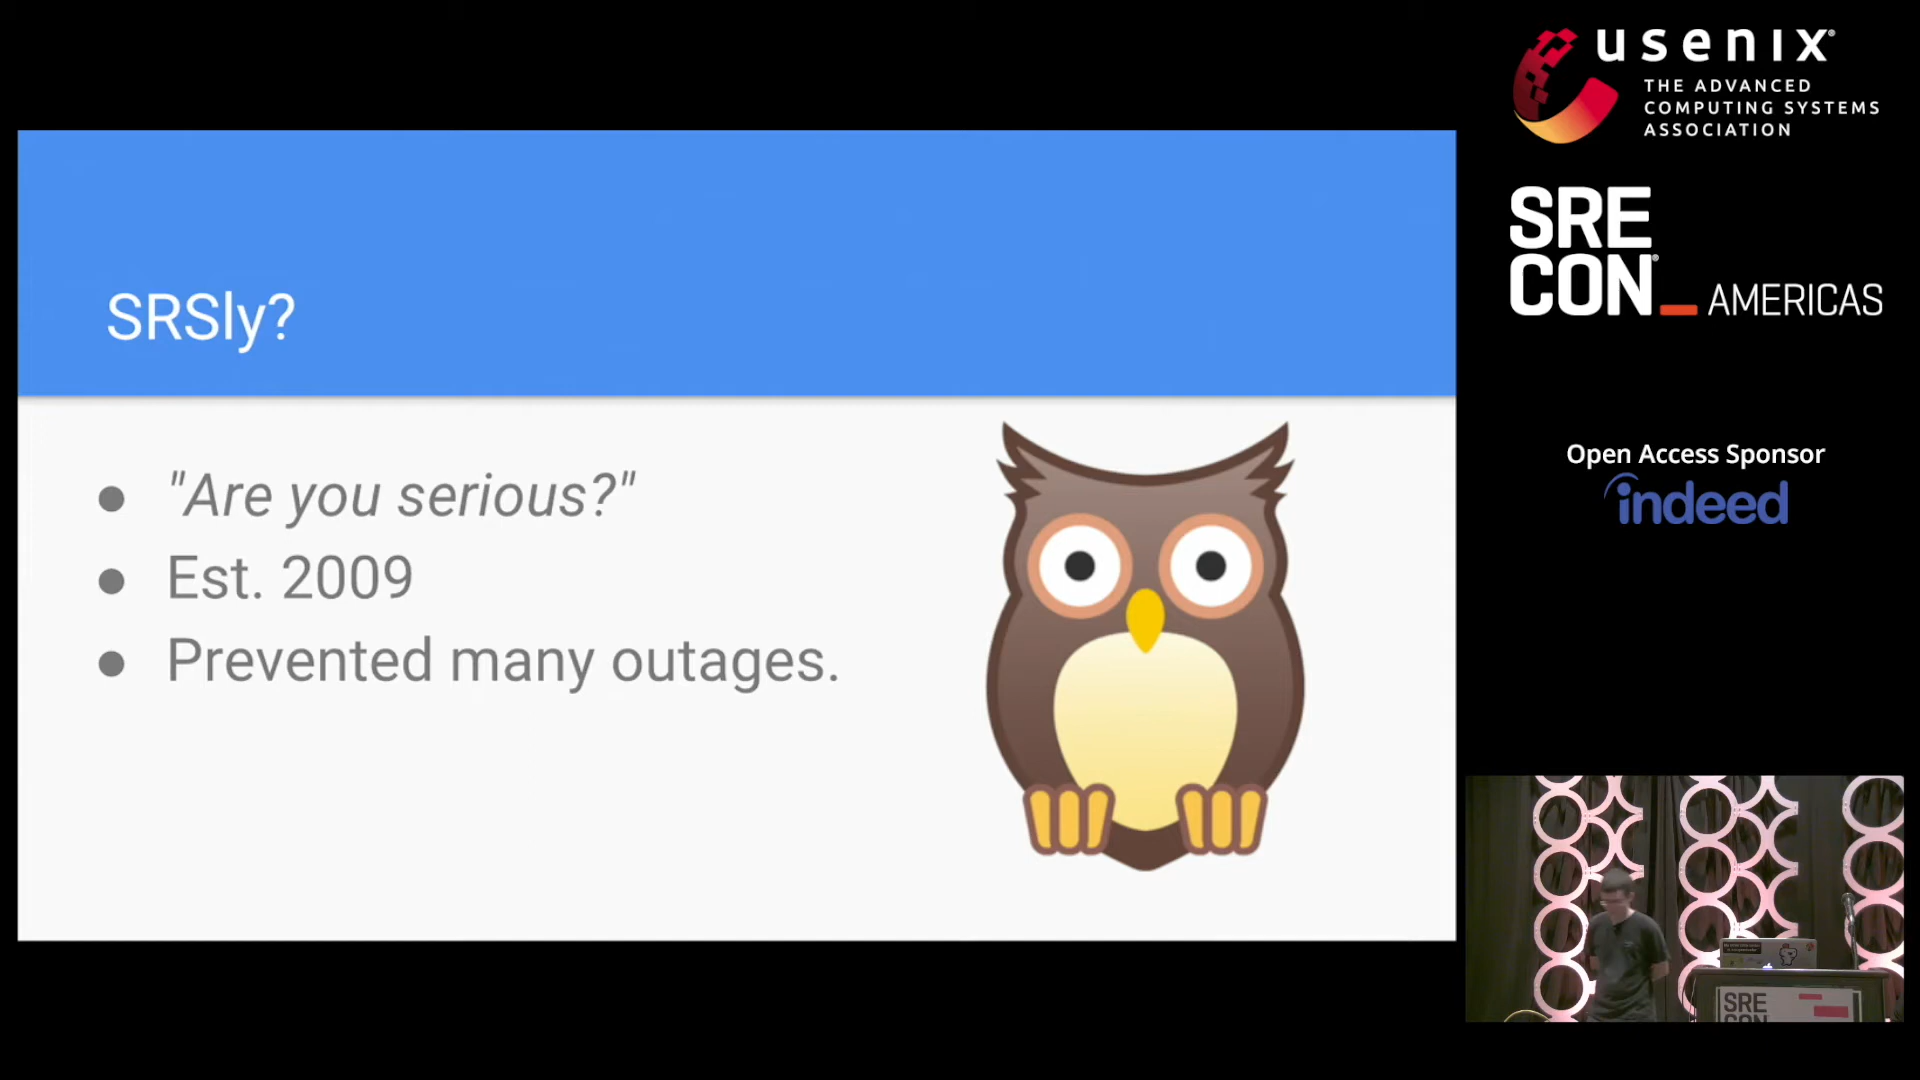 SRSly?
"Are you serious?"
Est. 2009
Prevented many outages.
usenix
THE ADVANCED
COMPUTING SYSTEMS
ASSOCIATION
SRE
CON_AMERICAS
Open Access Sponsor
indeed
SRE
CON